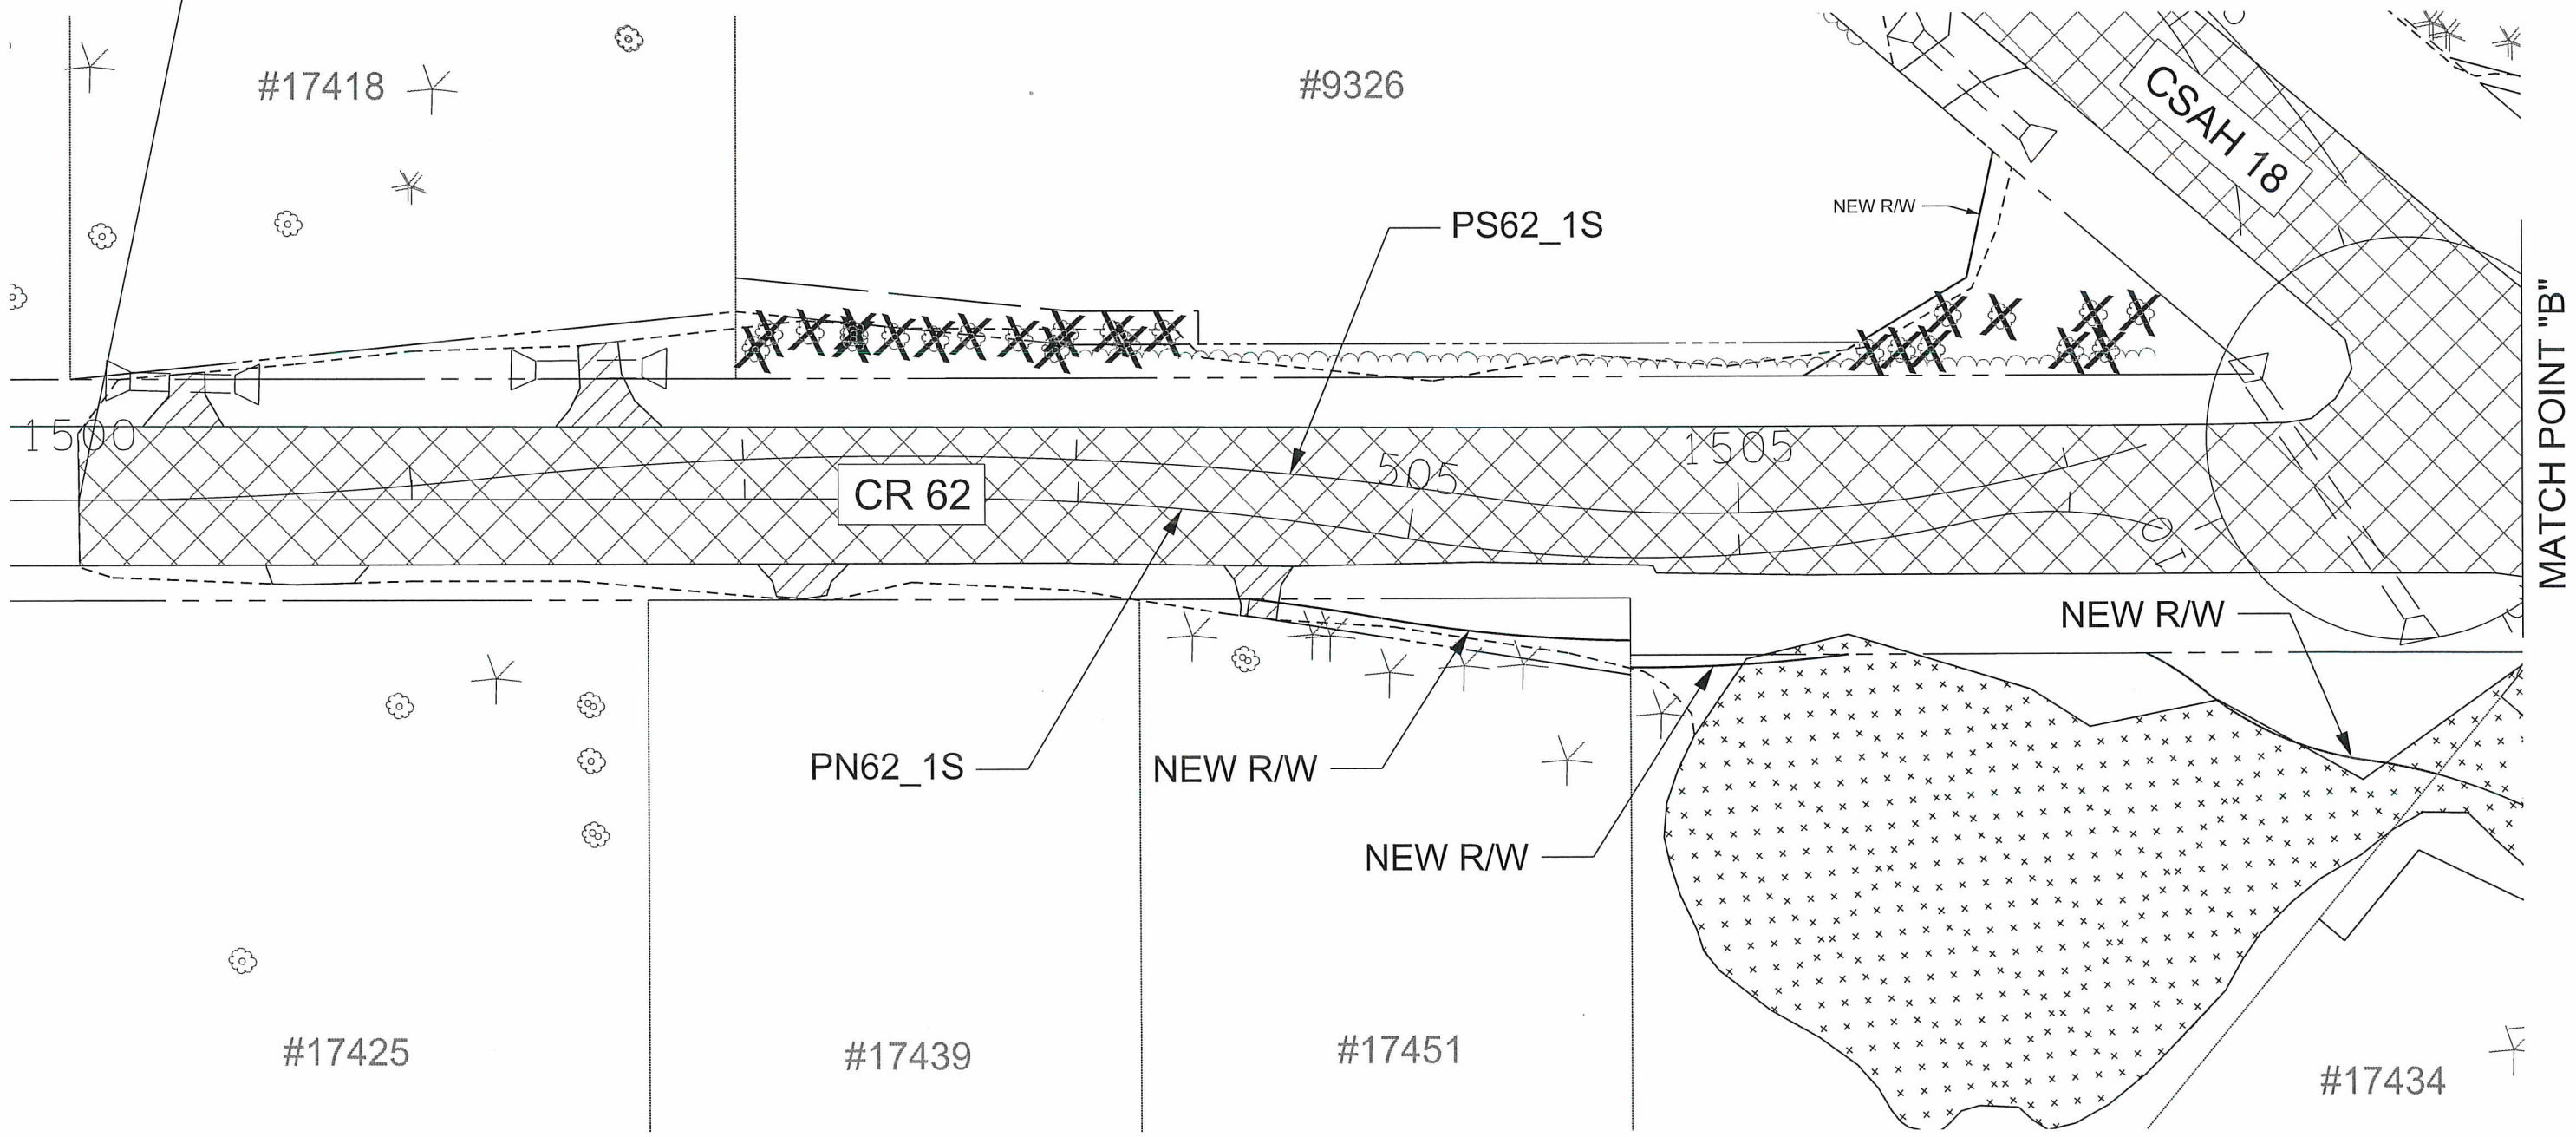 #17418
#9326
CSAH 18
NEW R/W
PS62_1S
MATCH POINT "B"
1500
505
1505
CR 62
NEW R/W
PN62_1S
NEW R/W
NEW R/W
#17425
#17439
#17451
#17434